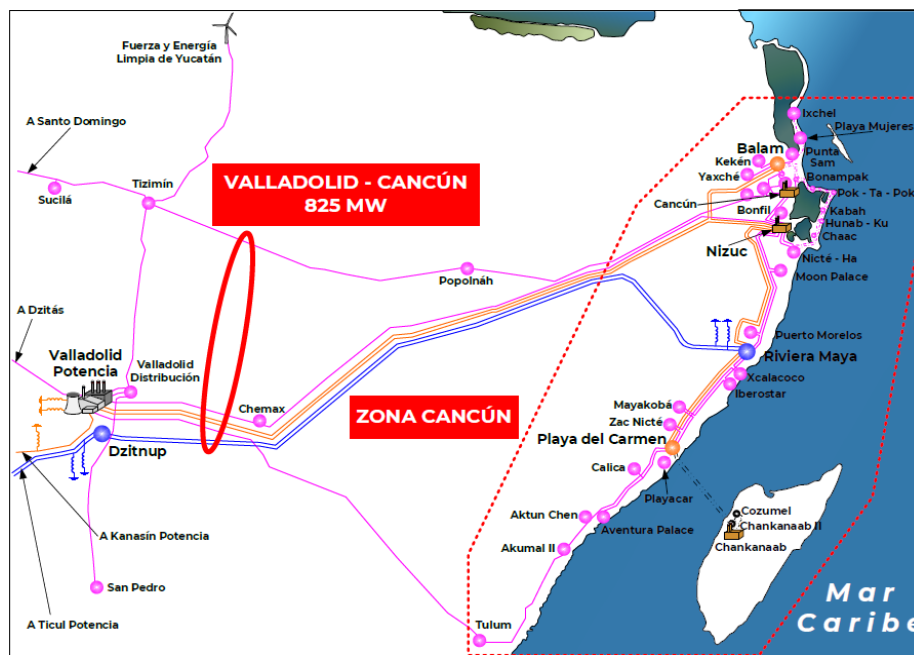 Fuerza y Energía
Limpia de Yucatán
A Santo Domingo
Sucilá
Tizimín
VALLADOLID - CANCÚN
825 MW
Popolnáh
A Dzitás
Valladolid
Potencia
Valladolid
Distribución
Chemax
ZONA CANCÚN
Dzitnup
A Kanasín Potencia
San Pedro
A Ticul Potencia
Ixchel
Playa Mujeres
Balam
Punta
Sam
Kekén
Yaxché
Bonampak
Cancún
Pok - Ta - Pok
Bonfil
Kabah
Hunab - Ku
Nizuc
Chaac
Nicté - Ha
Moon Palace
Puerto Morelos
Riviera Maya
Xcalacoco
Iberostar
Mayakobá
Zac Nicté
Playa del Carmen
Calica
Playacar
Aktun Chen
Aventura Palace
Akumal II
Tulum
Cozumel
Chankanaab II
Chankanaab
Mar
Caribe